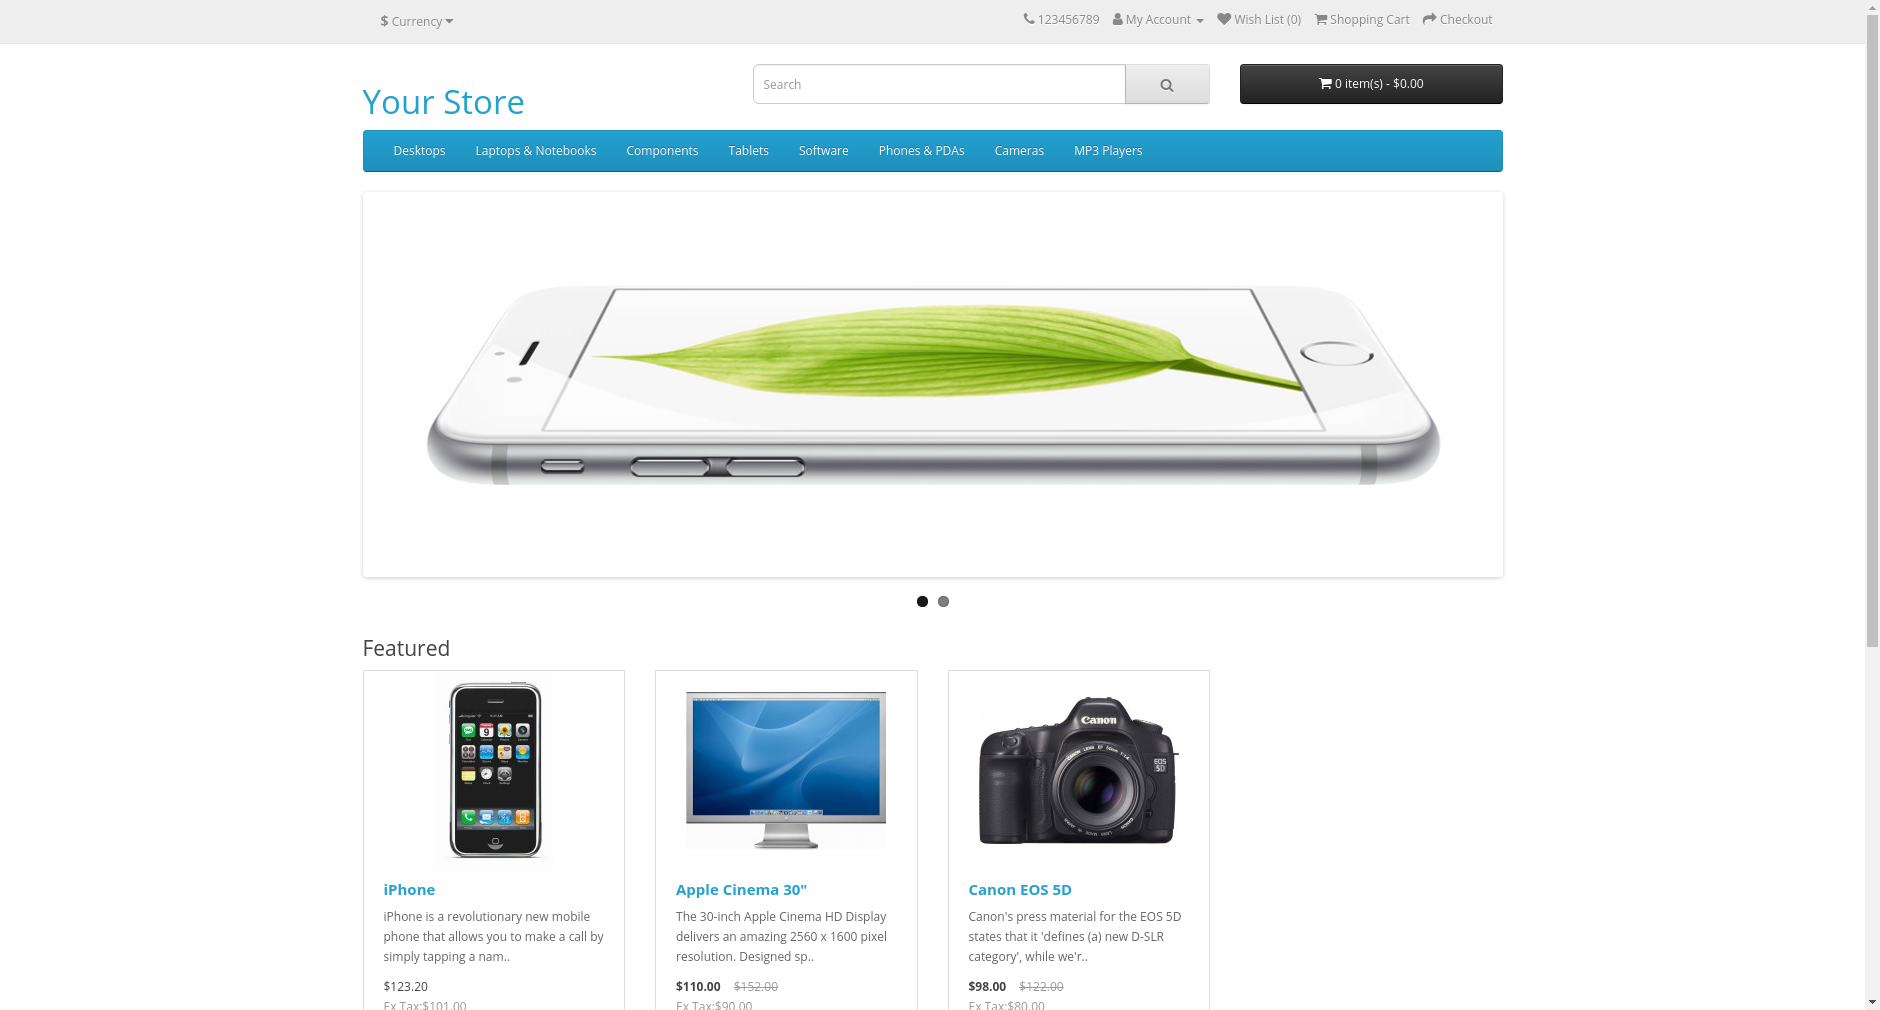 $ Currency
123456789 My Account Wish List (0) Shopping Cart Checkout
Your Store
Search
0 item(s) - $0.00
Desktops Laptops & Notebooks Components Tablets Software Phones & PDAs Cameras MP3 Players
Featured
Canon
EOS
5D
iPhone
iPhone is a revolutionary new mobile
phone that allows you to make a call by
simply tapping a nam..
$123.20
Ex Tax:$101.00
Apple Cinema 30"
The 30-inch Apple Cinema HD Display
delivers an amazing 2560 x 1600 pixel
resolution. Designed sp..
$110.00 $152.00
Ex Tax:$90.00
Canon EOS 5D
Canon's press material for the EOS 5D
states that it 'defines (a) new D-SLR
category', while we'r..
$98.00 $122.00
Ex Tax:$80.00